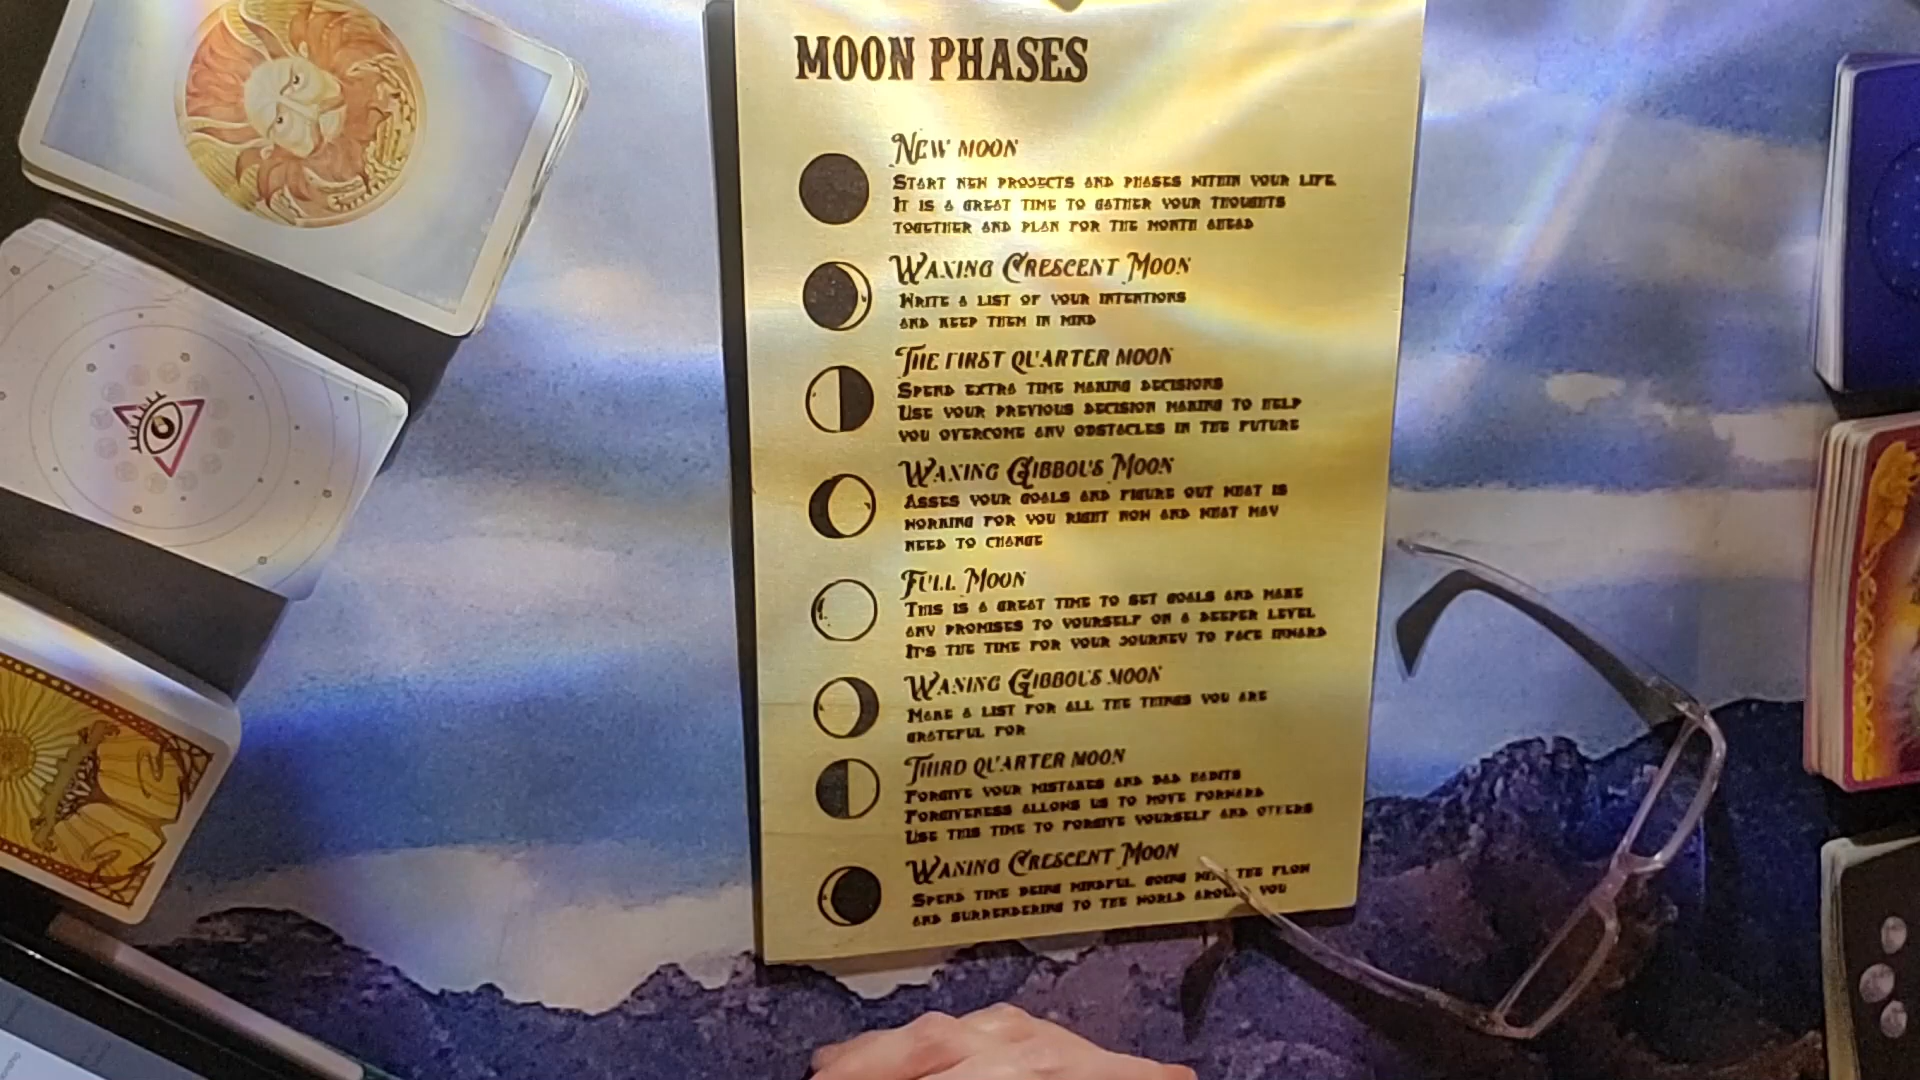 MOON PHASES
NEW MOON
START NEW PROJECTS AND PHASES WITHIN YOUR LIFE.
IT IS A GREAT TIME TO GATHER YOUR THOUGHTS
TOGETHER AND PLAN FOR THE MONTH AHEAD
WAXING CRESCENT MOON
WRITE A LIST OF YOUR INTENTIONS
AND KEEP THEM IN MIND
THE FIRST QUARTER MOON
SPEND EXTRA TIME MAKING DECISIONS
USE YOUR PREVIOUS DECISION MAKING TO HELP
YOU OVERCOME ANY OBSTACLES IN THE FUTURE
WAXING GIBBOUS MOON
ASSES YOUR GOALS AND FIGURE OUT WHAT IS
WORKING FOR YOU RIGHT NOW AND WHAT MAY
NEED TO CHANGE
FULL MOON
THIS IS A GREAT TIME TO SET GOALS AND MAKE
ANY PROMISES TO YOURSELF ON A DEEPER LEVEL
IT'S THE TIME FOR YOUR JOURNEY TO FACE INWARD
WANING GIBBOUS MOON
MAKE A LIST FOR ALL THE THINGS YOU ARE
GRATEFUL FOR
THIRD QUARTER MOON
FORGIVE YOUR MISTAKES AND BAD HABITS
FORGIVENESS ALLOWS US TO MOVE FORWARD
USE THIS TIME TO FORGIVE YOURSELF AND OTHERS
WANING CRESCENT MOON
SPEND TIME BEING MINDFUL, GOING WITH THE FLOW
AND SURRENDERING TO THE WORLD AROUND YOU